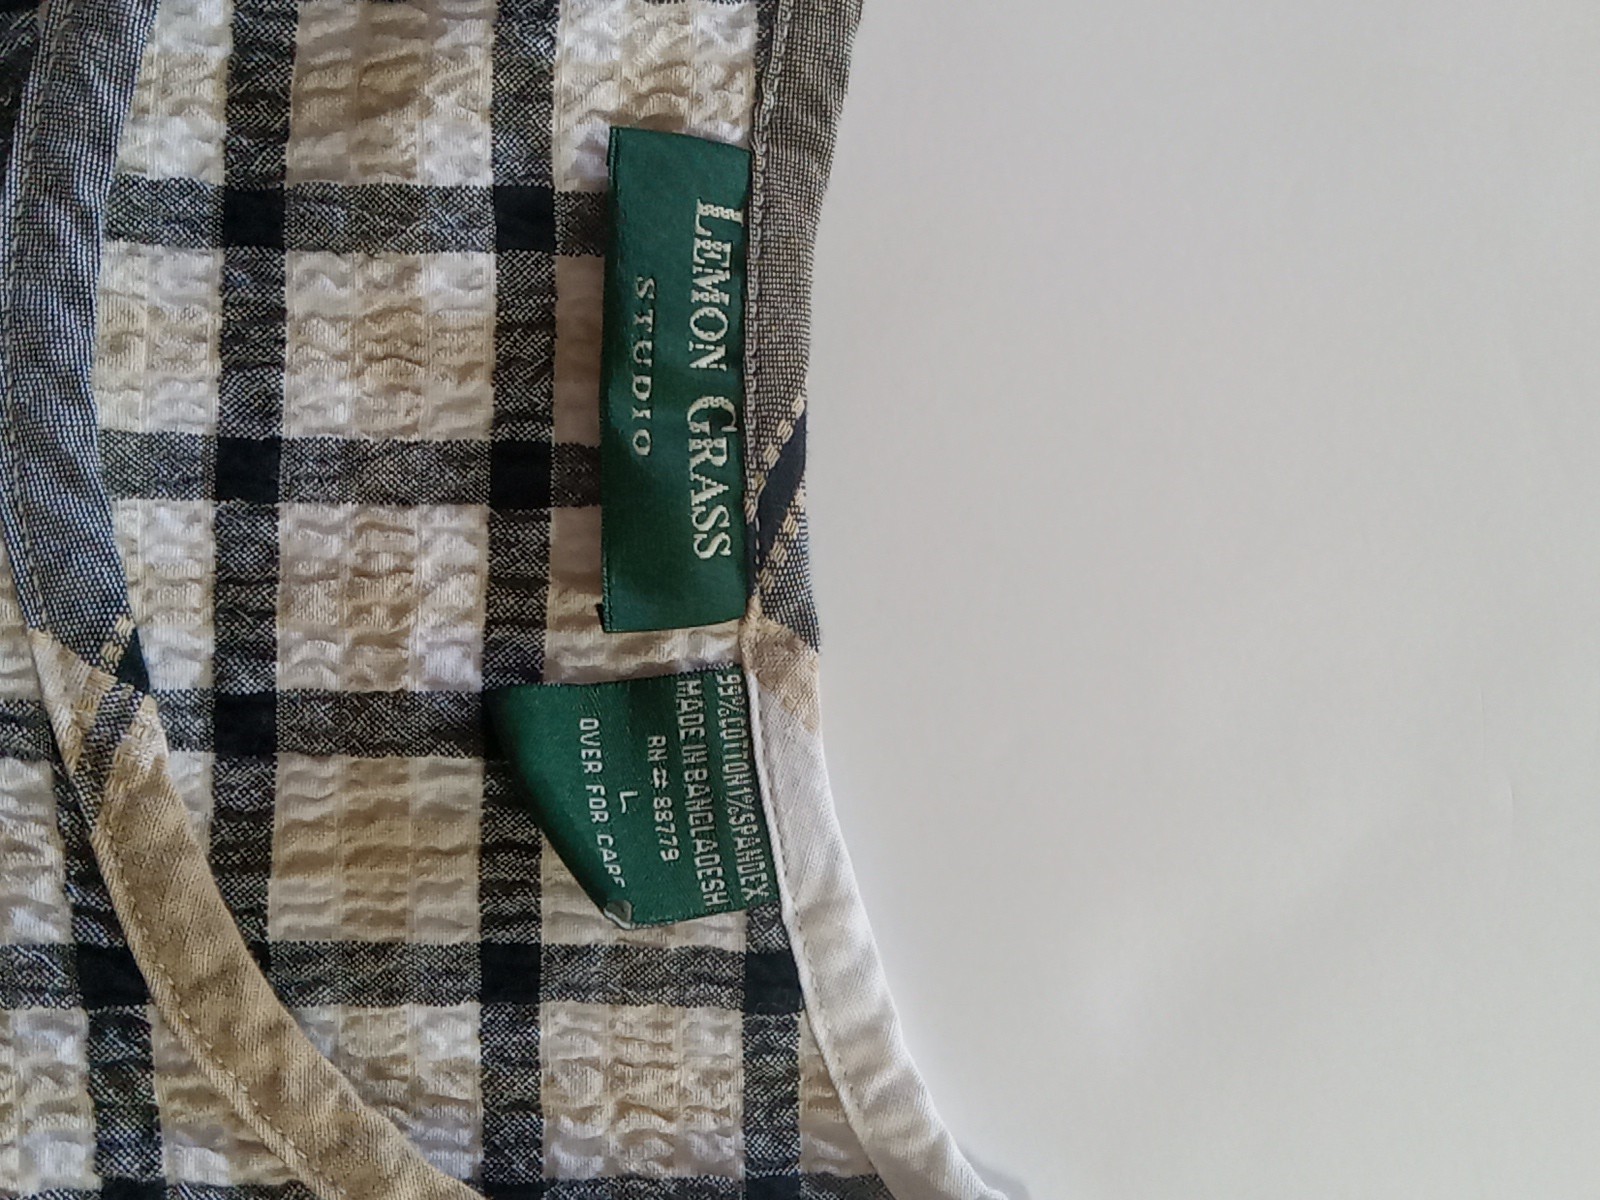 LEMON GRASS
STUDIO
99%COTTON1%SPANDEX
MADE IN BANGLADESH
RN # 88779
L
OVER FOR CARE